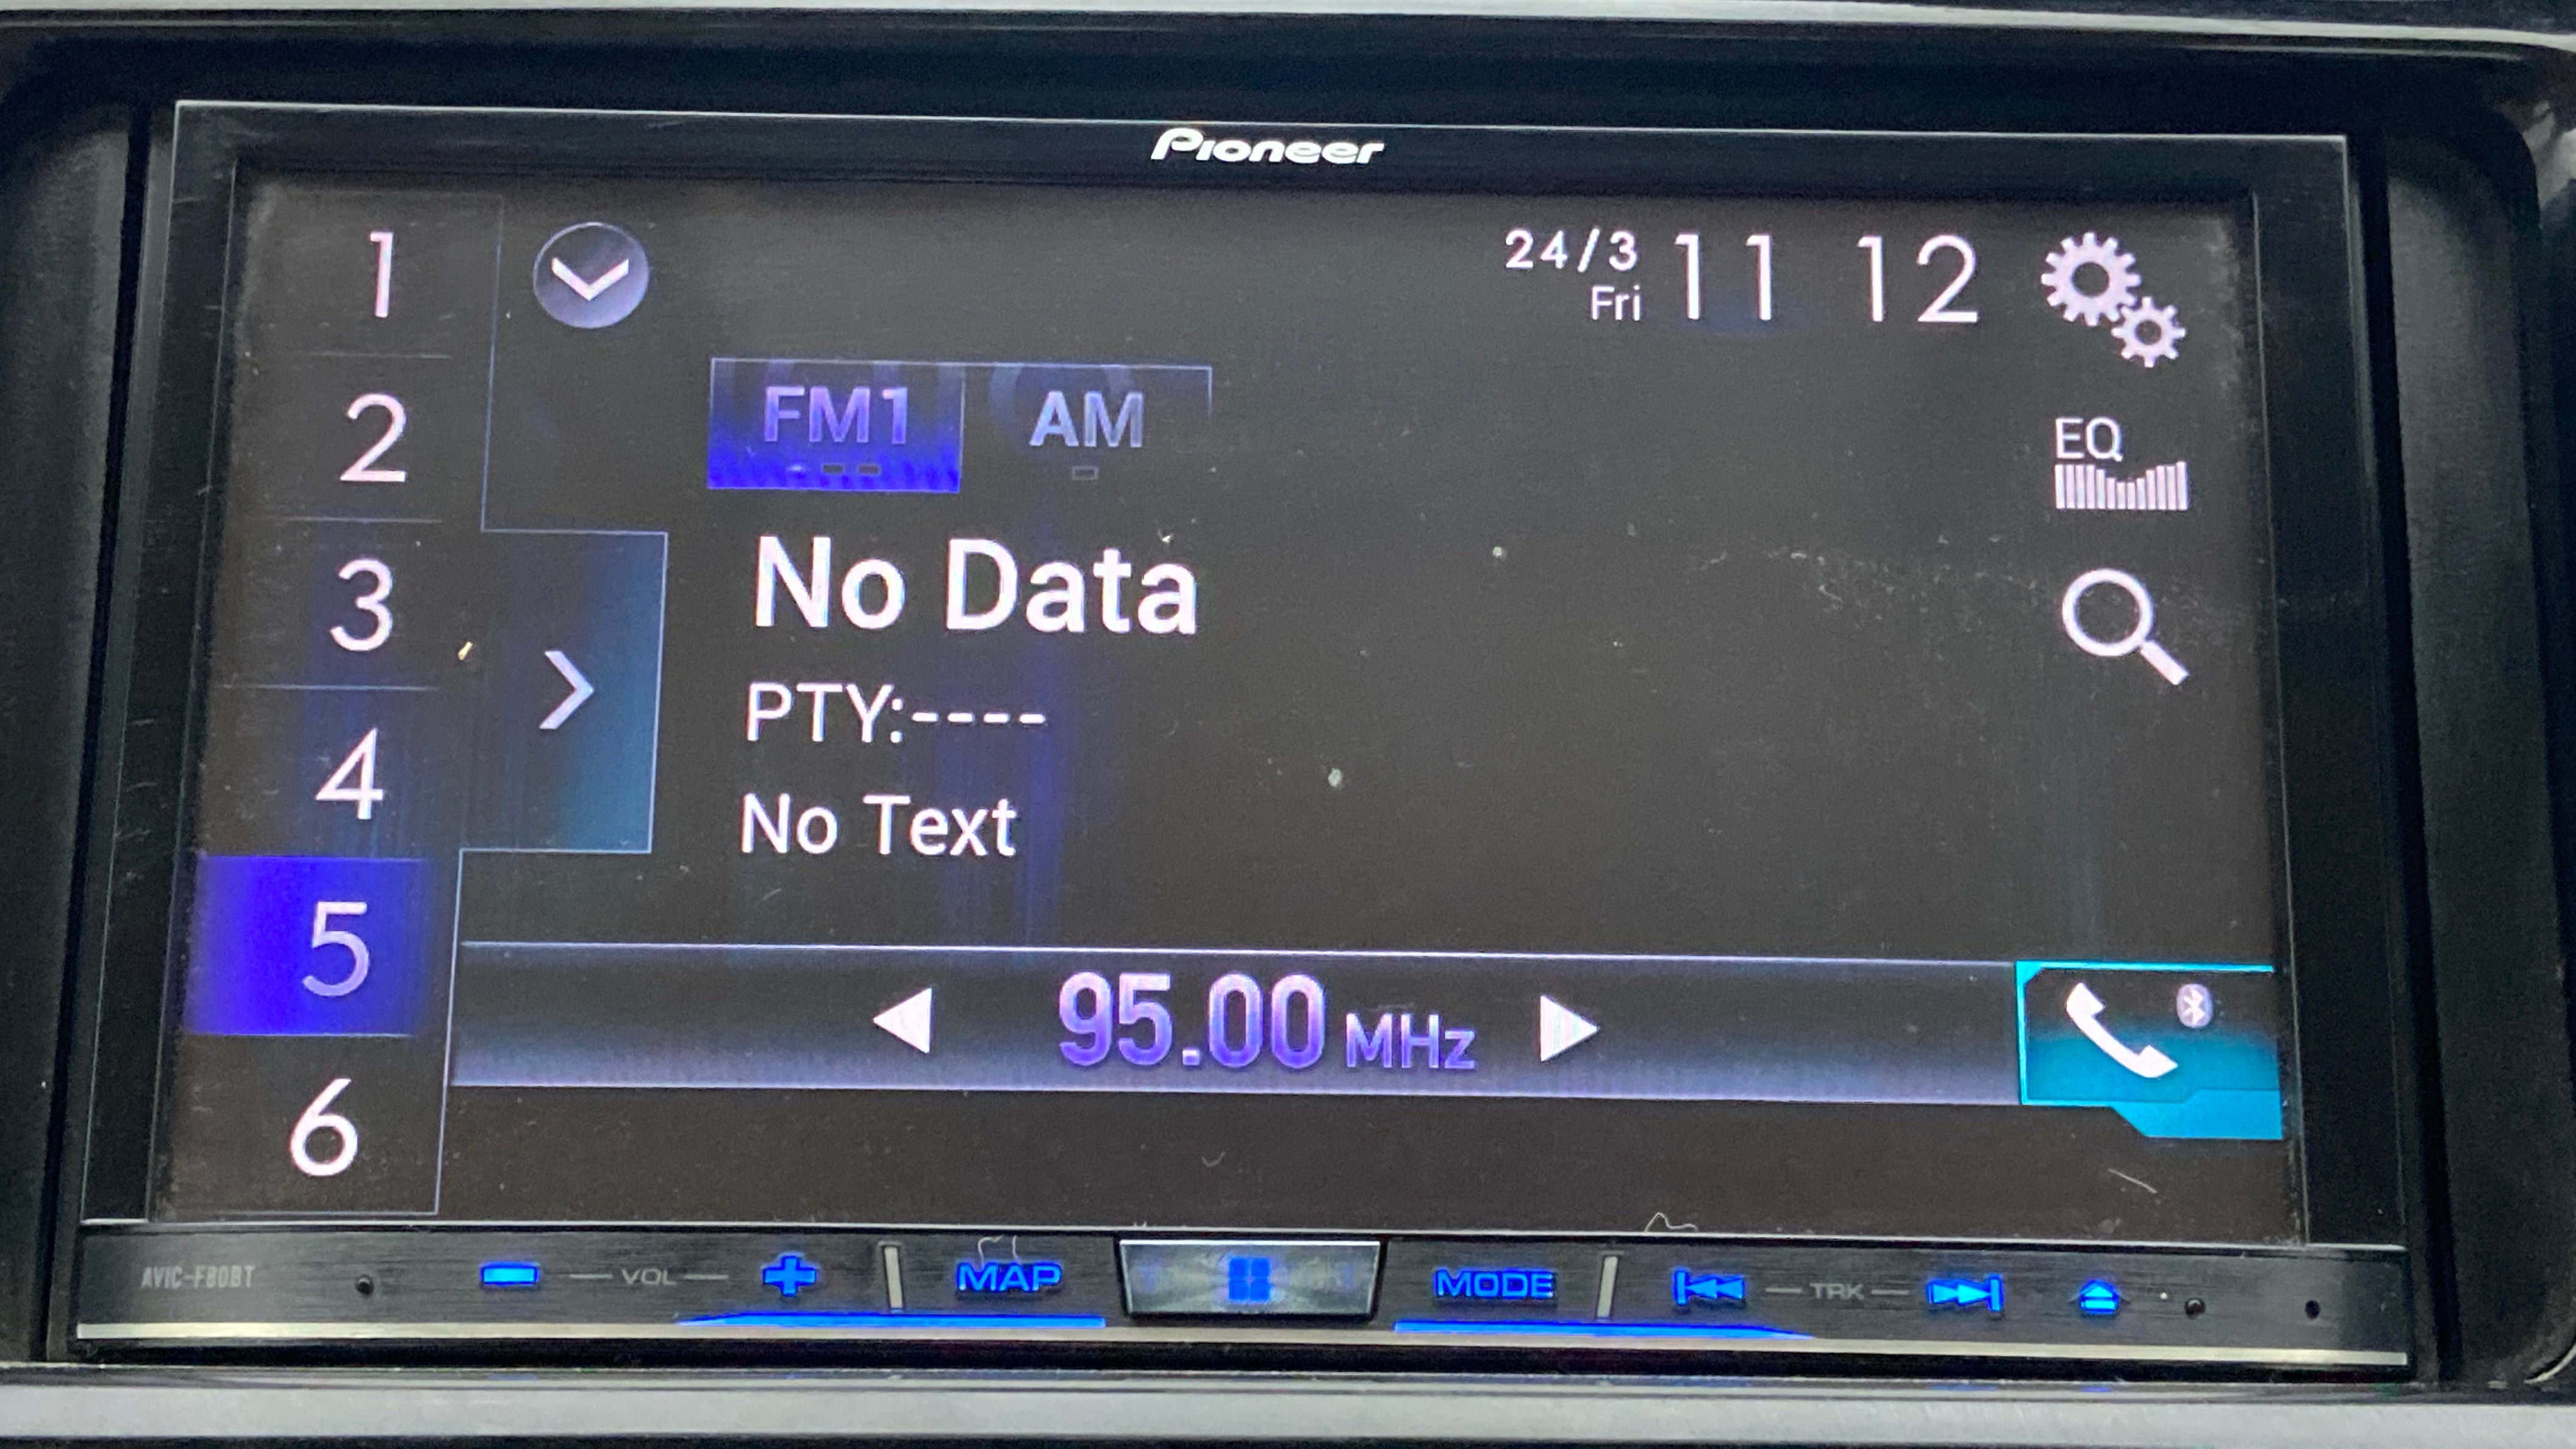 Pioneer
1
24/3
Fri
11 12
2
FM1
AM
EQ
3
No Data
PTY:----
4
No Text
5
95.00 MHz
6
AVIC-F80BT
VOL
MAP
MODE
TRK